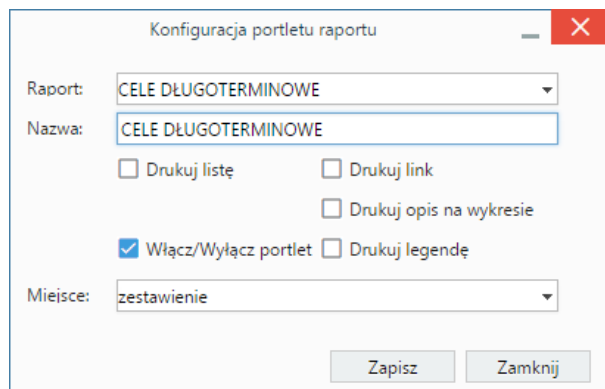 Konfiguracja portletu raportu
Raport: CELE DŁUGOTERMINOWE
Nazwa: CELE DŁUGOTERMINOWE
Drukuj listę Drukuj link
Drukuj opis na wykresie
Włącz/Wyłącz portlet Drukuj legendę
Miejsce: zestawienie
Zapisz Zamknij